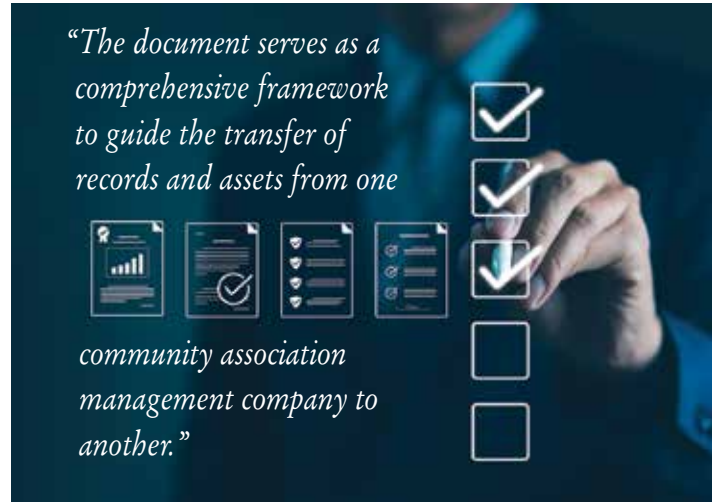 “The document serves as a
comprehensive framework
to guide the transfer of
records and assets from one
community association
management company to
another.”